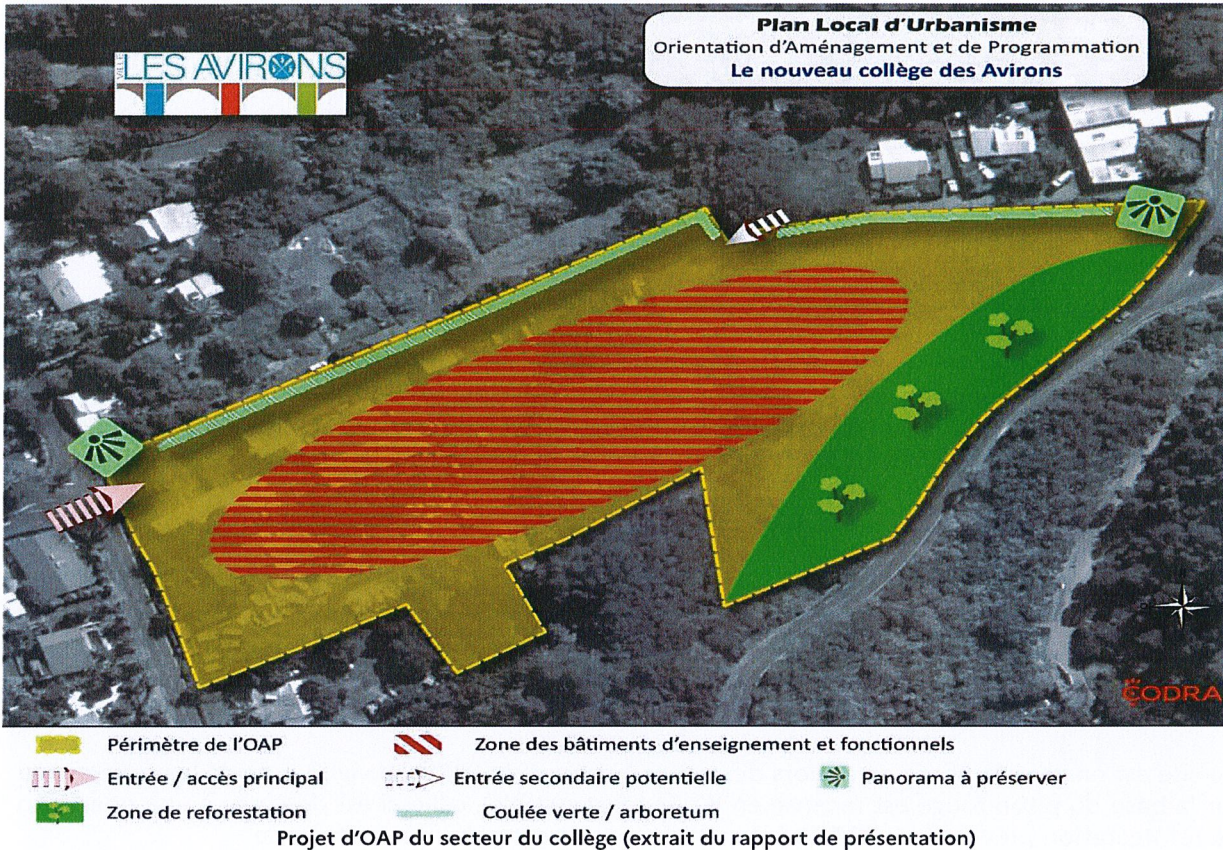 Plan Local d'Urbanisme
Orientation d'Aménagement et de Programmation
Le nouveau collège des Avirons
VILLE
LES AVIRONS
CODRA
Périmètre de l'OAP
Zone des bâtiments d'enseignement et fonctionnels
Entrée / accès principal
Entrée secondaire potentielle
Panorama à préserver
Zone de reforestation
Coulée verte / arboretum
Projet d'OAP du secteur du collège (extrait du rapport de présentation)